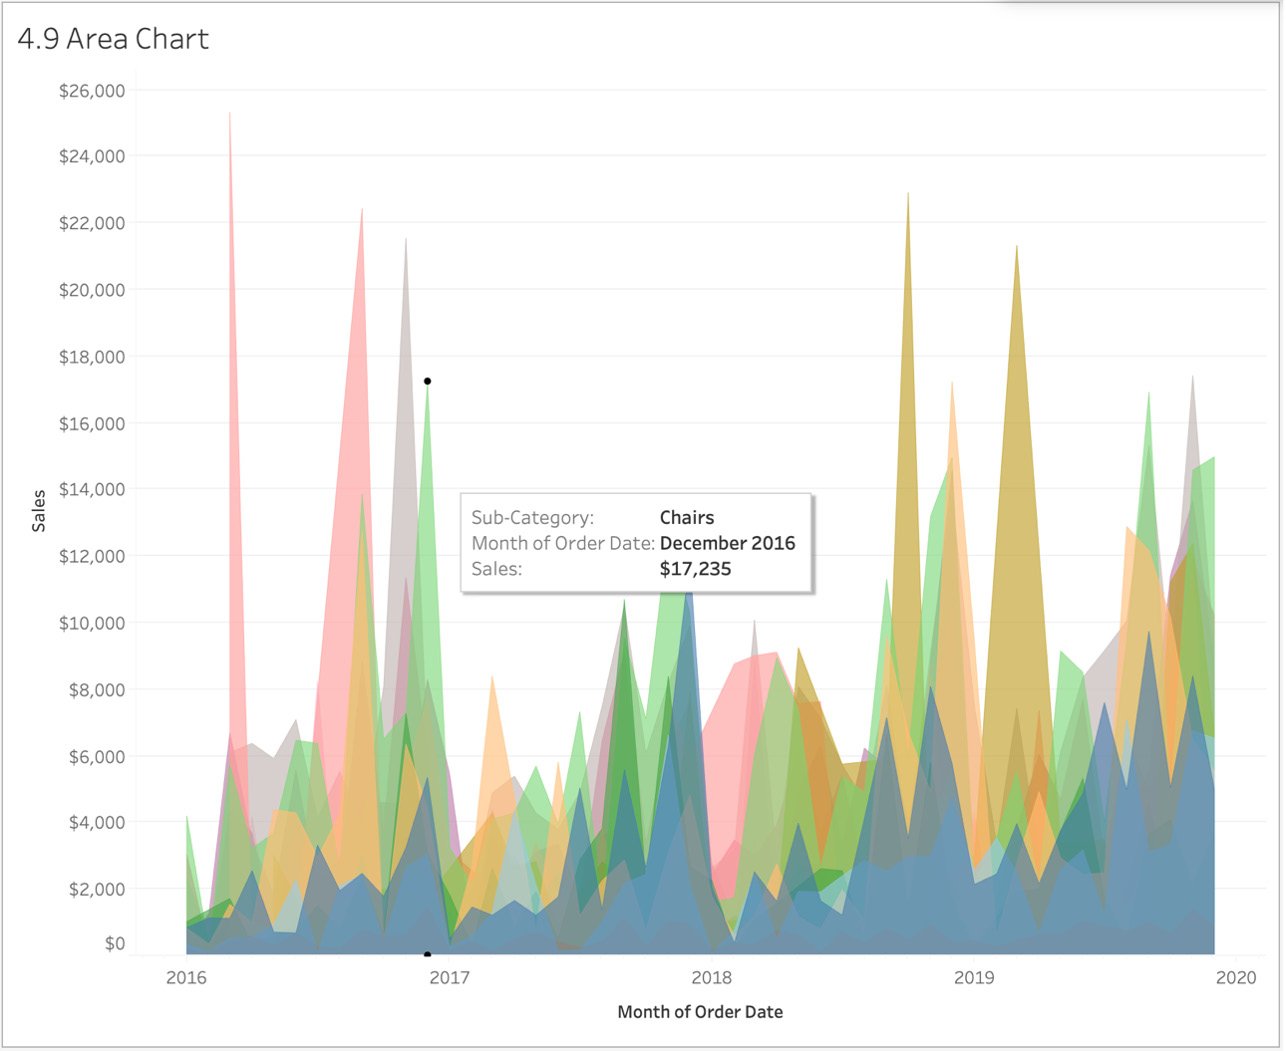 4.9 Area Chart
$26,000
$24,000
$22,000
$20,000
$18,000
$16,000
$14,000
$12,000
$10,000
$8,000
$6,000
$4,000
$2,000
$0
Sales
Sub-Category: Chairs
Month of Order Date: December 2016
Sales: $17,235
2016 2017 2018 2019 2020
Month of Order Date